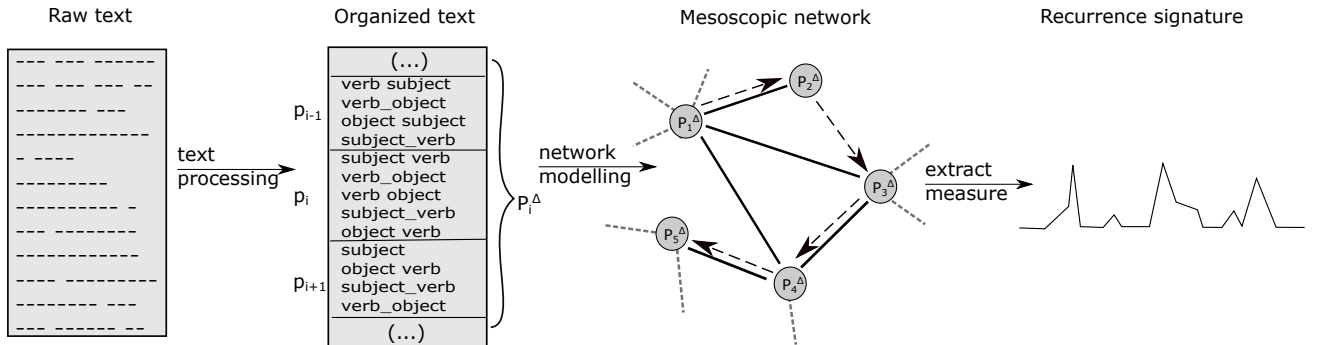 Raw text
Organized text
Mesoscopic network
Recurrence signature
text
processing
(...)
p_{i-1}
verb subject
verb_object
object subject
subject_verb
p_i
subject verb
verb_object
verb object
subject_verb
object verb
p_{i+1}
subject
object verb
subject_verb
verb_object
(...)
P_i^Δ
network
modelling
P_1^Δ
P_2^Δ
P_3^Δ
P_4^Δ
P_5^Δ
extract
measure